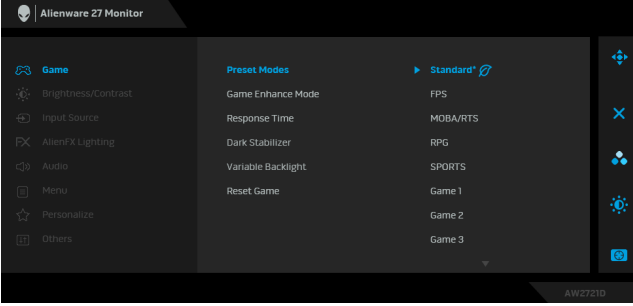 Alienware 27 Monitor
Game Preset Modes Standard*
Brightness/Contrast Game Enhance Mode FPS
Input Source Response Time MOBA/RTS
FX AlienFX Lighting Dark Stabilizer RPG
Audio Variable Backlight SPORTS
Menu Reset Game Game 1
Personalize Game 2
Others Game 3
AW2721D